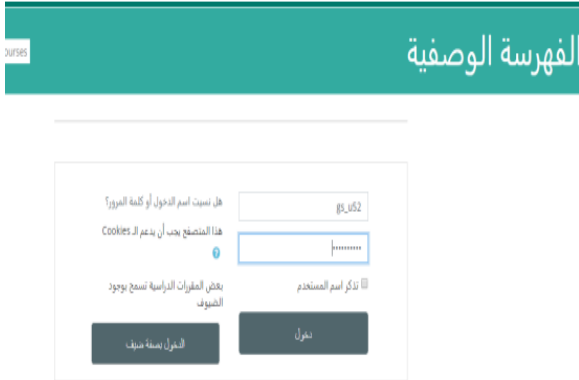 ourses
الفهرسة الوصفية
gs_u52
تذكر اسم المستخدم
دخول
هل نسيت اسم الدخول أو كلمة المرور؟
هذا المتصفح يجب أن يدعم الـ Cookies
بعض المقررات الدراسية تسمح بوجود
الضيوف
الدخول بصفة ضيف